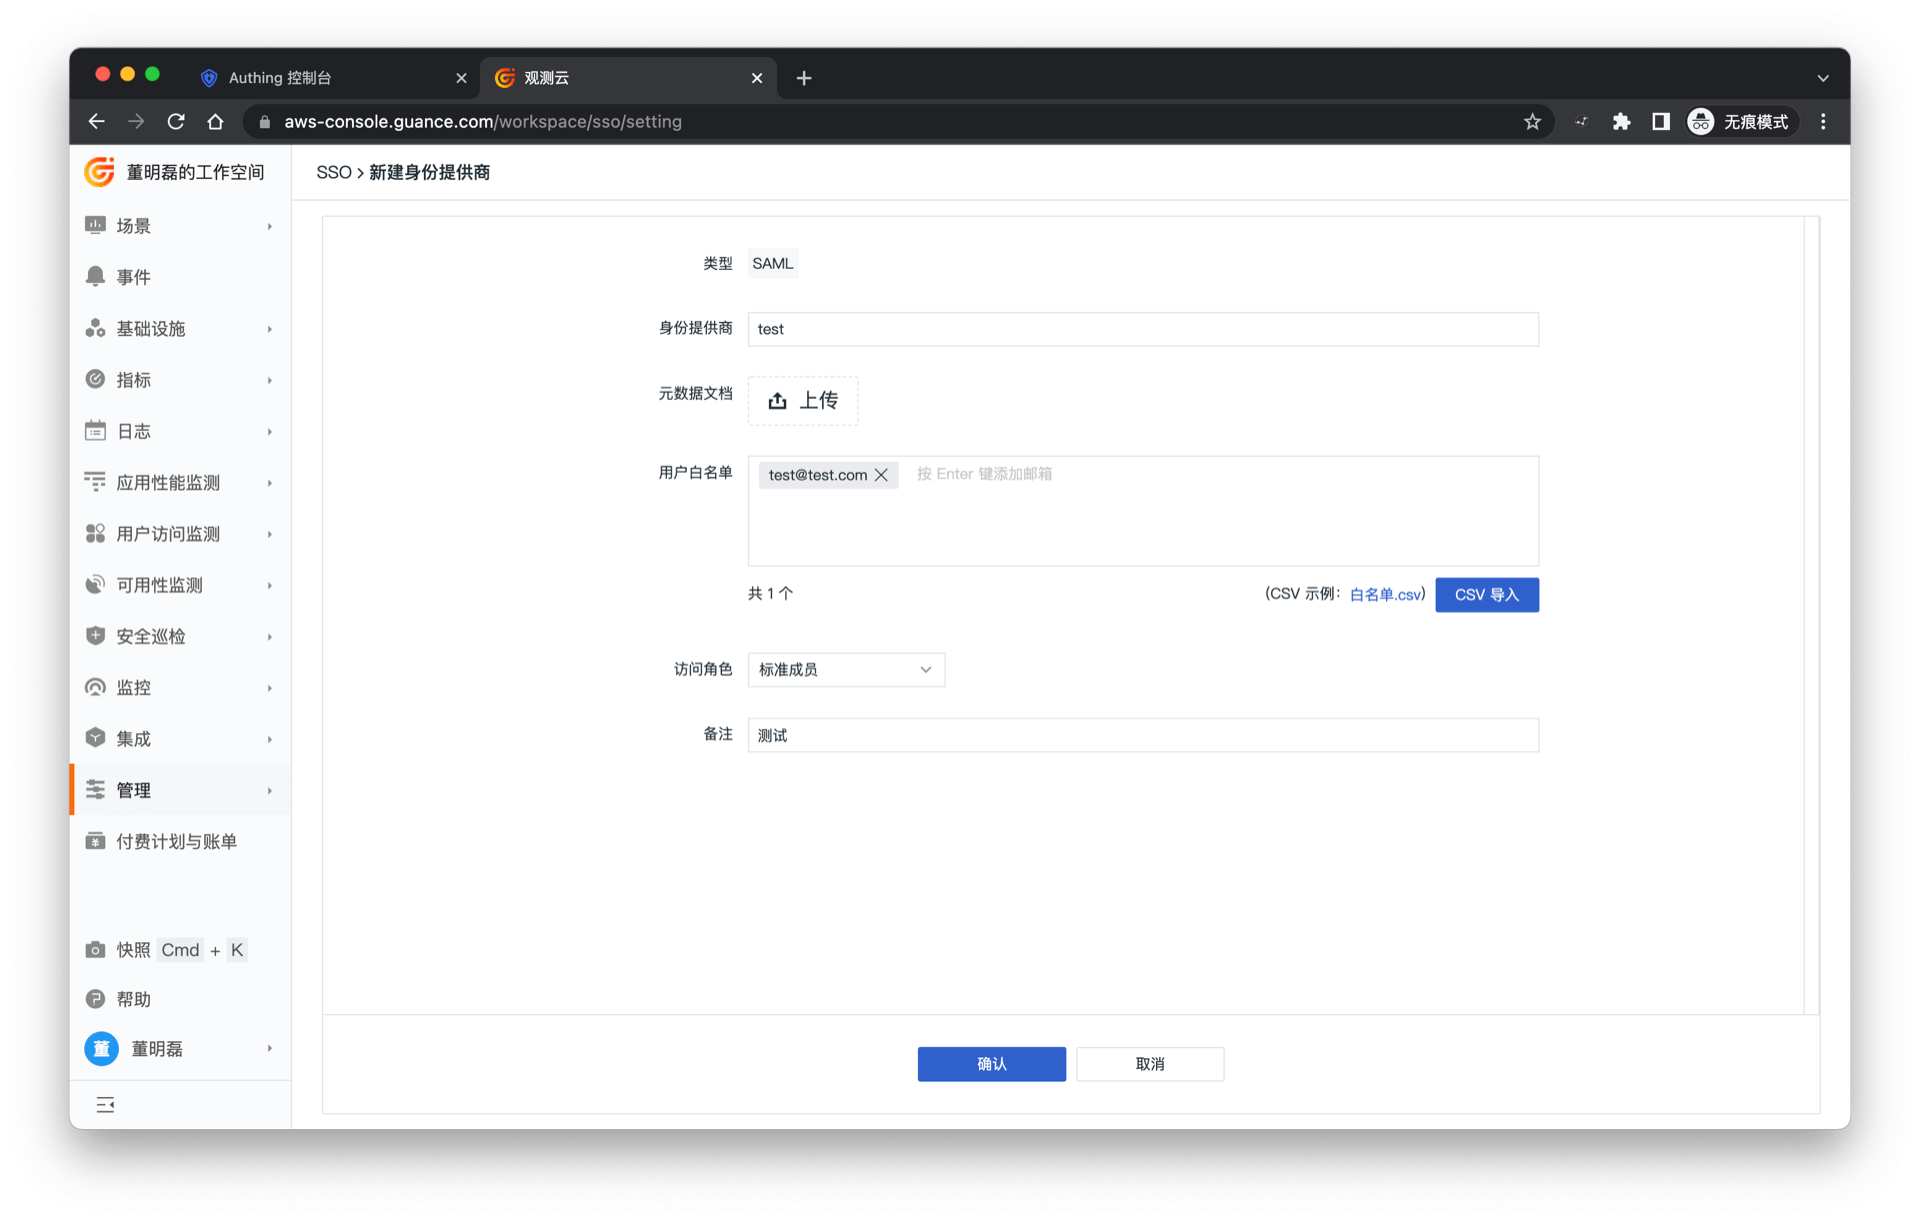 Authing 控制台
观测云
aws-console.guance.com/workspace/sso/setting
无痕模式
董明磊的工作空间
SSO > 新建身份提供商
场景
事件
基础设施
指标
日志
应用性能监测
用户访问监测
可用性监测
安全巡检
监控
集成
管理
付费计划与账单
快照 Cmd + K
帮助
董 董明磊
类型 SAML
身份提供商 test
元数据文档 上传
用户白名单 test@test.com 按 Enter 键添加邮箱
共 1 个 (CSV 示例：白名单.csv) CSV 导入
访问角色 标准成员
备注 测试
确认 取消